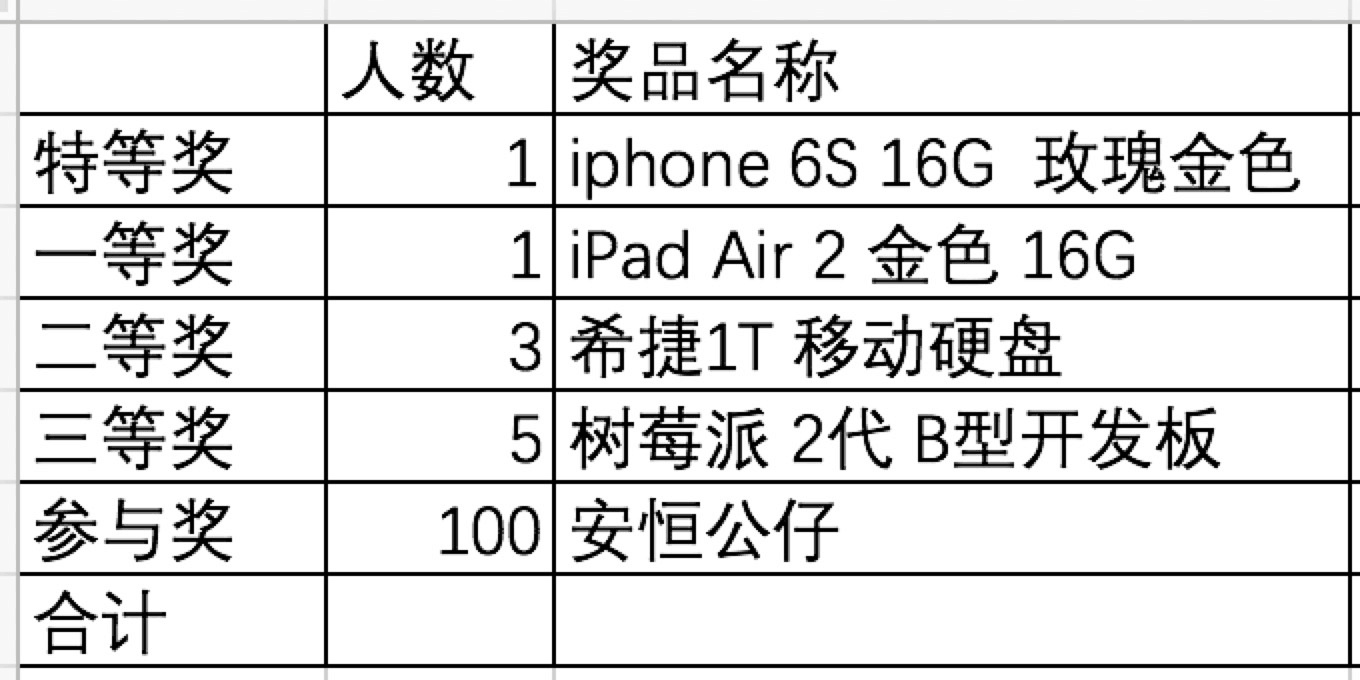 人数 奖品名称
特等奖 1 iphone 6S 16G 玫瑰金色
一等奖 1 iPad Air 2 金色 16G
二等奖 3 希捷1T 移动硬盘
三等奖 5 树莓派 2代 B型开发板
参与奖 100 安恒公仔
合计